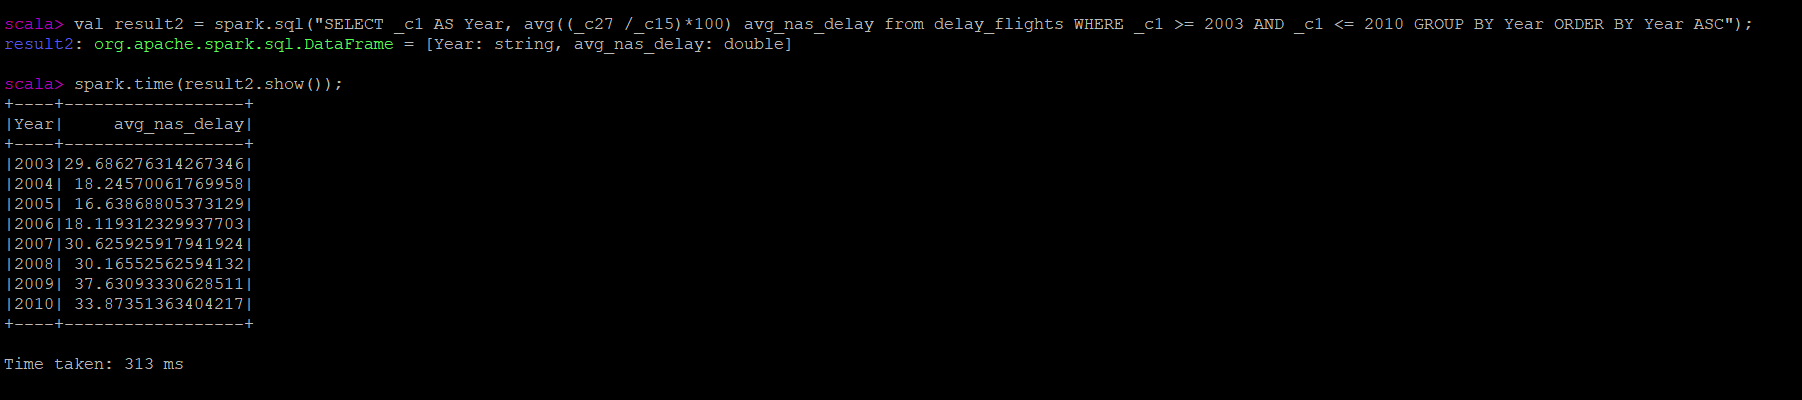 scala> val result2 = spark.sql("SELECT _c1 AS Year, avg((_c27 /_c15)*100) avg_nas_delay from delay_flights WHERE _c1 >= 2003 AND _c1 <= 2010 GROUP BY Year ORDER BY Year ASC");
result2: org.apache.spark.sql.DataFrame = [Year: string, avg_nas_delay: double]
scala> spark.time(result2.show());
+----+------------------+
|Year|     avg_nas_delay|
+----+------------------+
|2003|29.686276314267346|
|2004| 18.24570061769958|
|2005| 16.63868805373129|
|2006|18.119312329937703|
|2007|30.625925917941924|
|2008| 30.16552562594132|
|2009| 37.63093330628511|
|2010| 33.87351363404217|
+----+------------------+
Time taken: 313 ms